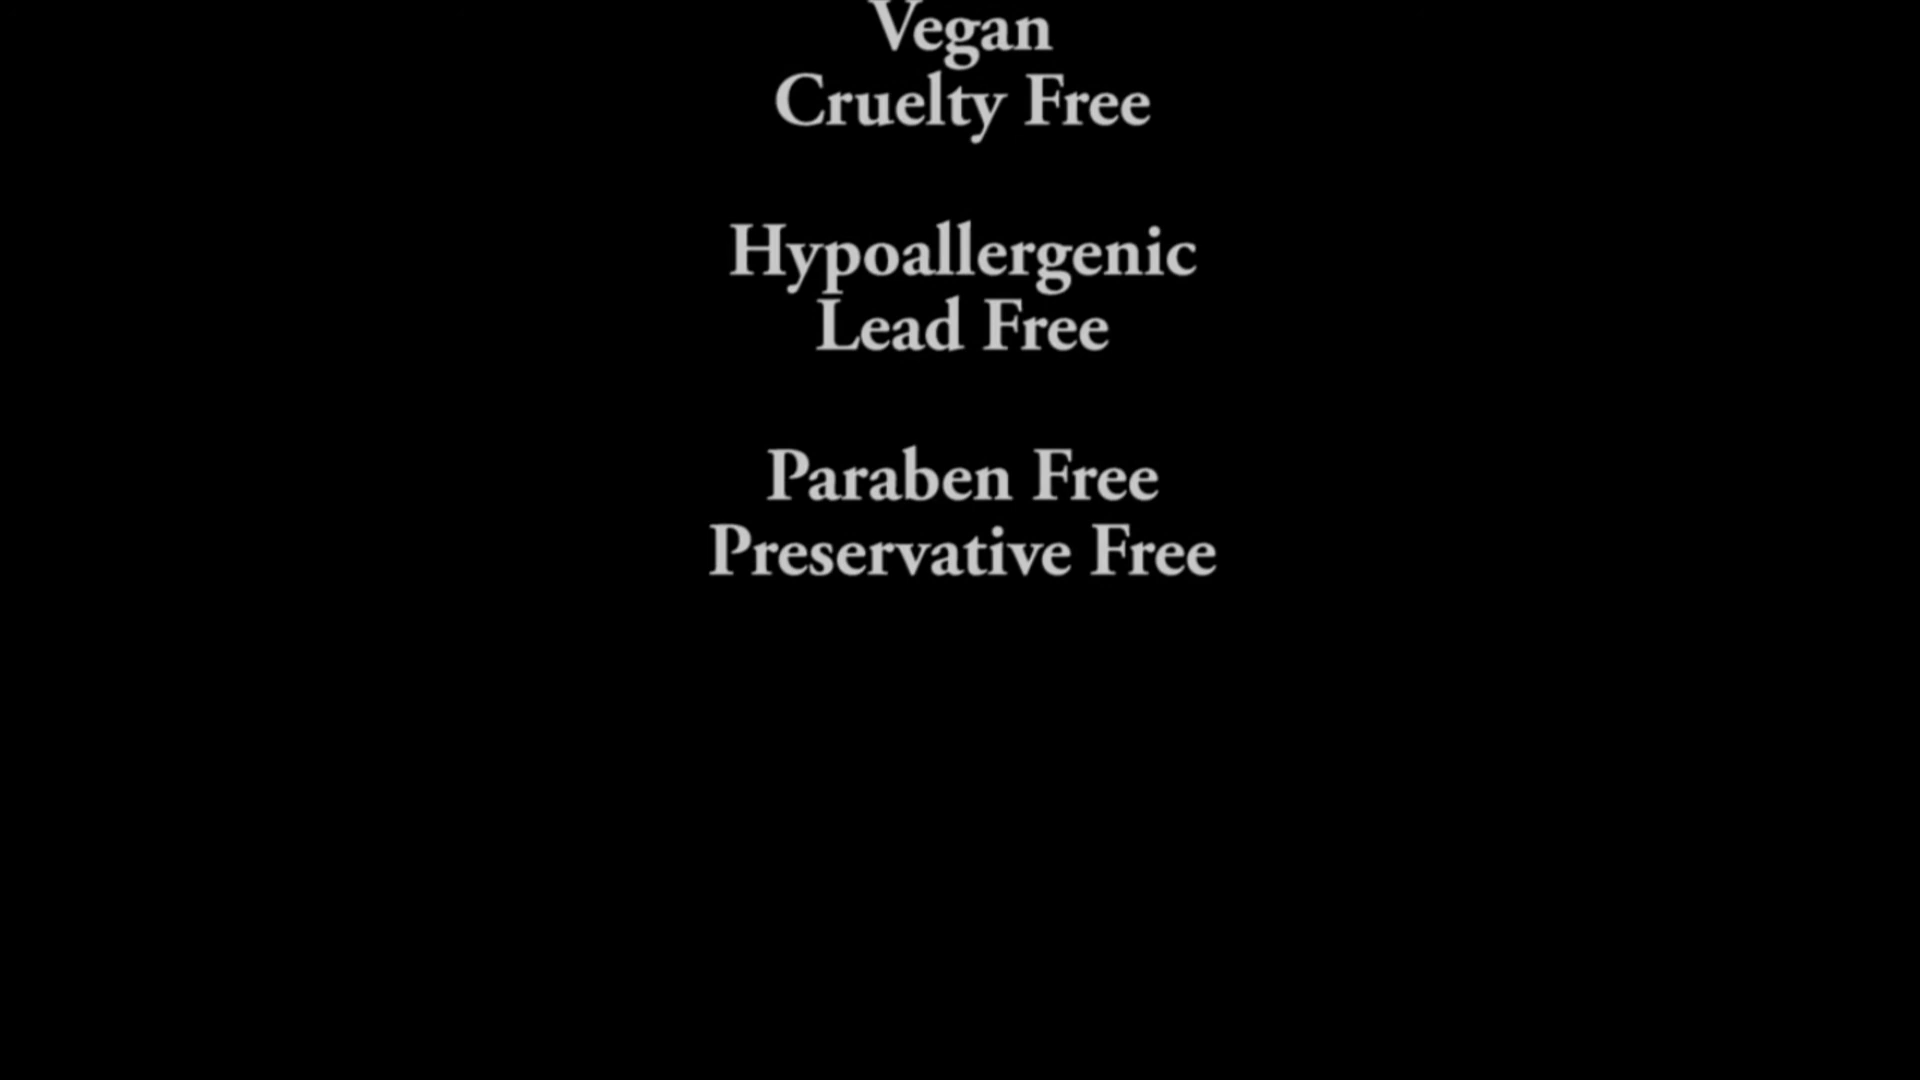 Vegan
Cruelty Free
Hypoallergenic
Lead Free
Paraben Free
Preservative Free